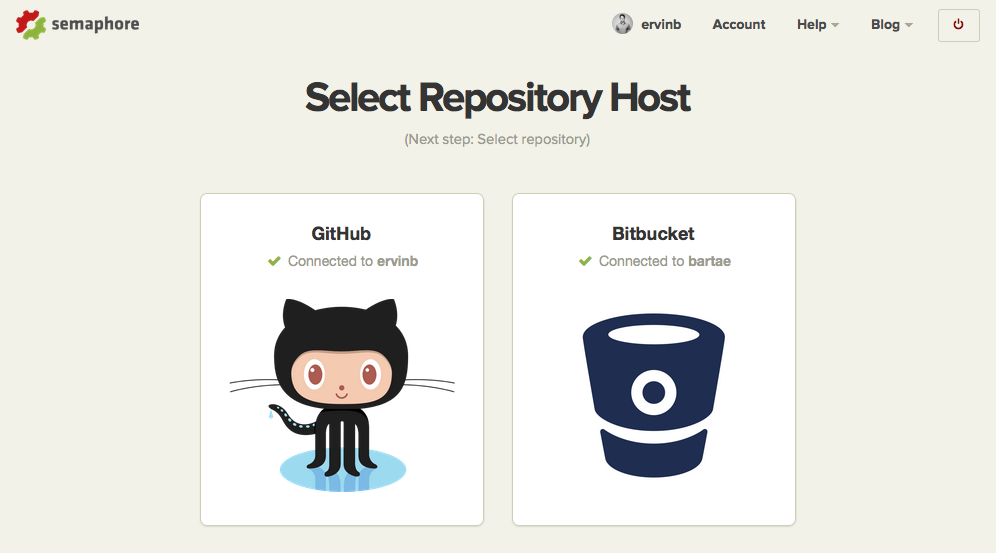 semaphore
ervinb Account Help Blog
Select Repository Host
(Next step: Select repository)
GitHub
Connected to ervinb
Bitbucket
Connected to bartae